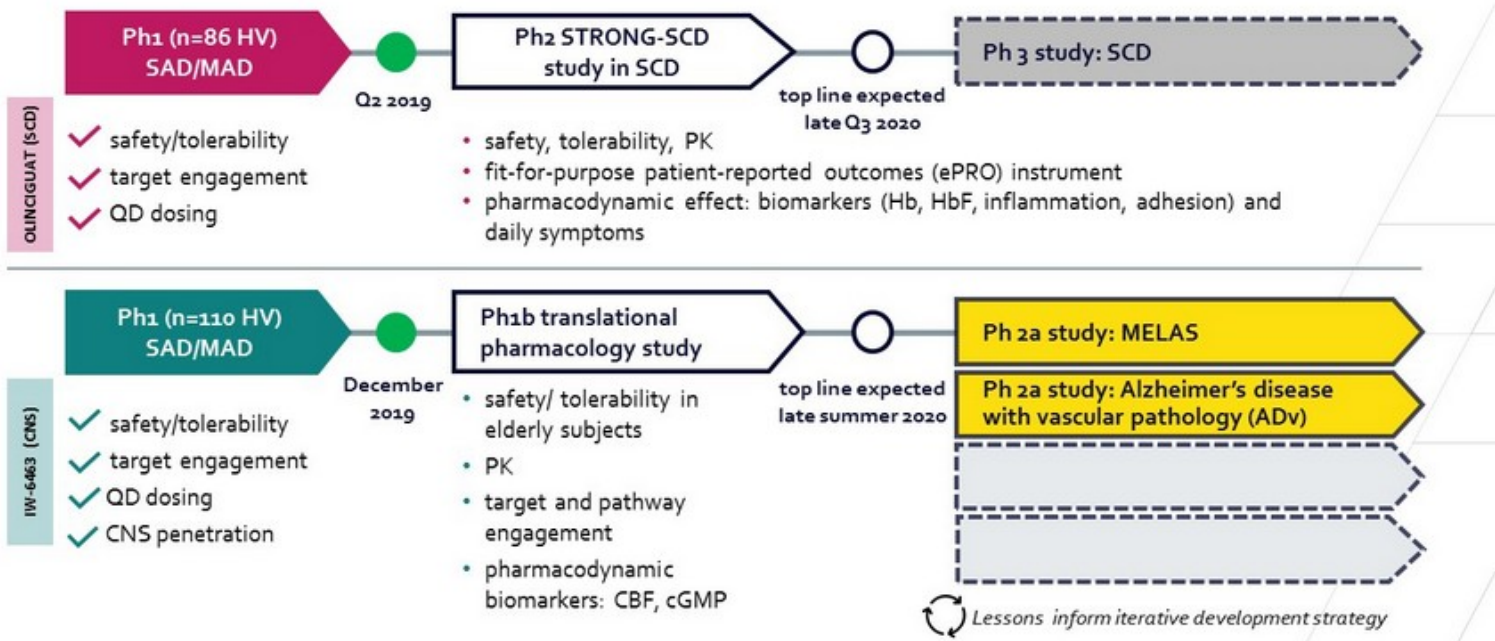 Ph1 (n=86 HV)
SAD/MAD
Q2 2019
Ph2 STRONG-SCD
study in SCD
top line expected
late Q3 2020
Ph 3 study: SCD
OLINCIGUAT (SCD)
safety/tolerability
target engagement
QD dosing
• safety, tolerability, PK
• fit-for-purpose patient-reported outcomes (ePRO) instrument
• pharmacodynamic effect: biomarkers (Hb, HbF, inflammation, adhesion) and
daily symptoms
Ph1 (n=110 HV)
SAD/MAD
December
2019
Ph1b translational
pharmacology study
top line expected
late summer 2020
Ph 2a study: MELAS
Ph 2a study: Alzheimer's disease
with vascular pathology (ADv)
IW-6463 (CNS)
safety/tolerability
target engagement
QD dosing
CNS penetration
• safety/ tolerability in
elderly subjects
• PK
• target and pathway
engagement
• pharmacodynamic
biomarkers: CBF, cGMP
Lessons inform iterative development strategy